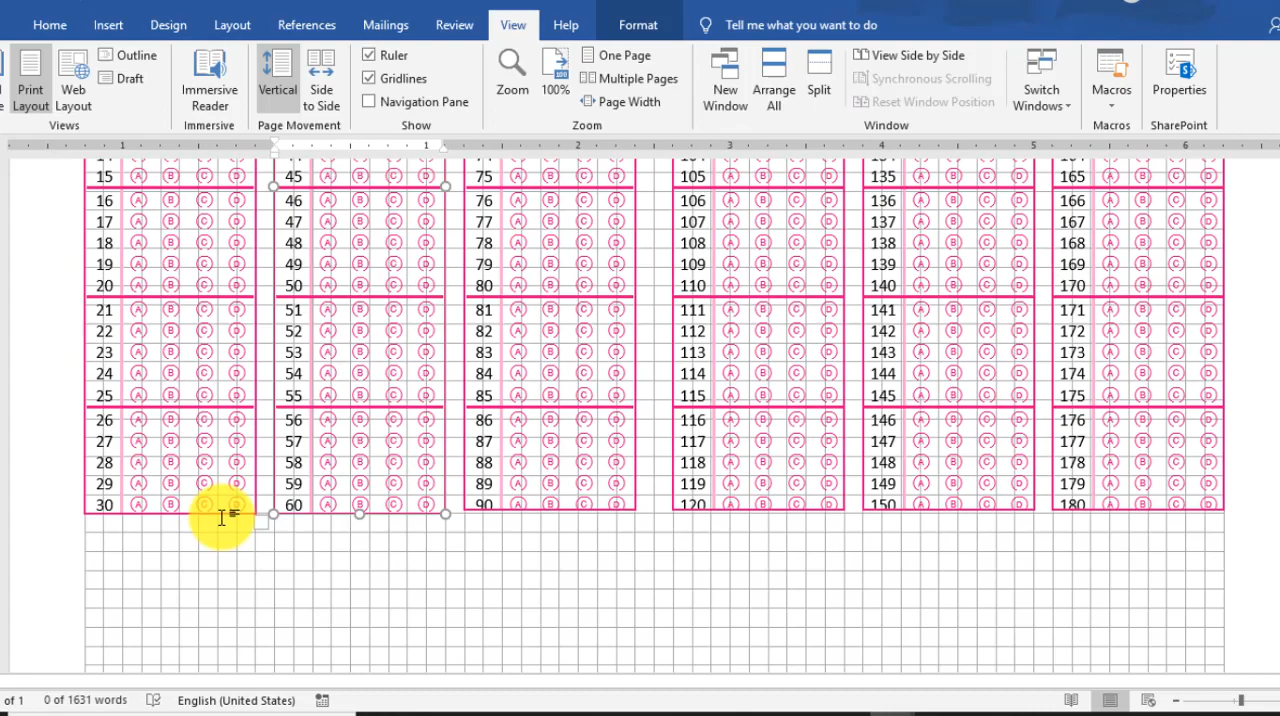 Home Insert Design Layout References Mailings Review View Help Format Tell me what you want to do
Print Layout
Web Layout
Outline
Draft
Views
Immersive Reader
Immersive
Vertical
Side to Side
Page Movement
Ruler
Gridlines
Navigation Pane
Show
Zoom
100
100%
One Page
Multiple Pages
Page Width
Zoom
New Window
Arrange All
Split
View Side by Side
Synchronous Scrolling
Reset Window Position
Switch Windows
Window
Macros
Macros
Properties
SharePoint
1 1 2 3 4 5 6
15 A B C D 45 A B C D 75 A B C D 105 A B C D 135 A B C D 165 A B C D
16 A B C D 46 A B C D 76 A B C D 106 A B C D 136 A B C D 166 A B C D
17 A B C D 47 A B C D 77 A B C D 107 A B C D 137 A B C D 167 A B C D
18 A B C D 48 A B C D 78 A B C D 108 A B C D 138 A B C D 168 A B C D
19 A B C D 49 A B C D 79 A B C D 109 A B C D 139 A B C D 169 A B C D
20 A B C D 50 A B C D 80 A B C D 110 A B C D 140 A B C D 170 A B C D
21 A B C D 51 A B C D 81 A B C D 111 A B C D 141 A B C D 171 A B C D
22 A B C D 52 A B C D 82 A B C D 112 A B C D 142 A B C D 172 A B C D
23 A B C D 53 A B C D 83 A B C D 113 A B C D 143 A B C D 173 A B C D
24 A B C D 54 A B C D 84 A B C D 114 A B C D 144 A B C D 174 A B C D
25 A B C D 55 A B C D 85 A B C D 115 A B C D 145 A B C D 175 A B C D
26 A B C D 56 A B C D 86 A B C D 116 A B C D 146 A B C D 176 A B C D
27 A B C D 57 A B C D 87 A B C D 117 A B C D 147 A B C D 177 A B C D
28 A B C D 58 A B C D 88 A B C D 118 A B C D 148 A B C D 178 A B C D
29 A B C D 59 A B C D 89 A B C D 119 A B C D 149 A B C D 179 A B C D
30 A B C D 60 A B C D 90 A B C D 120 A B C D 150 A B C D 180 A B C D
of 1 0 of 1631 words English (United States)